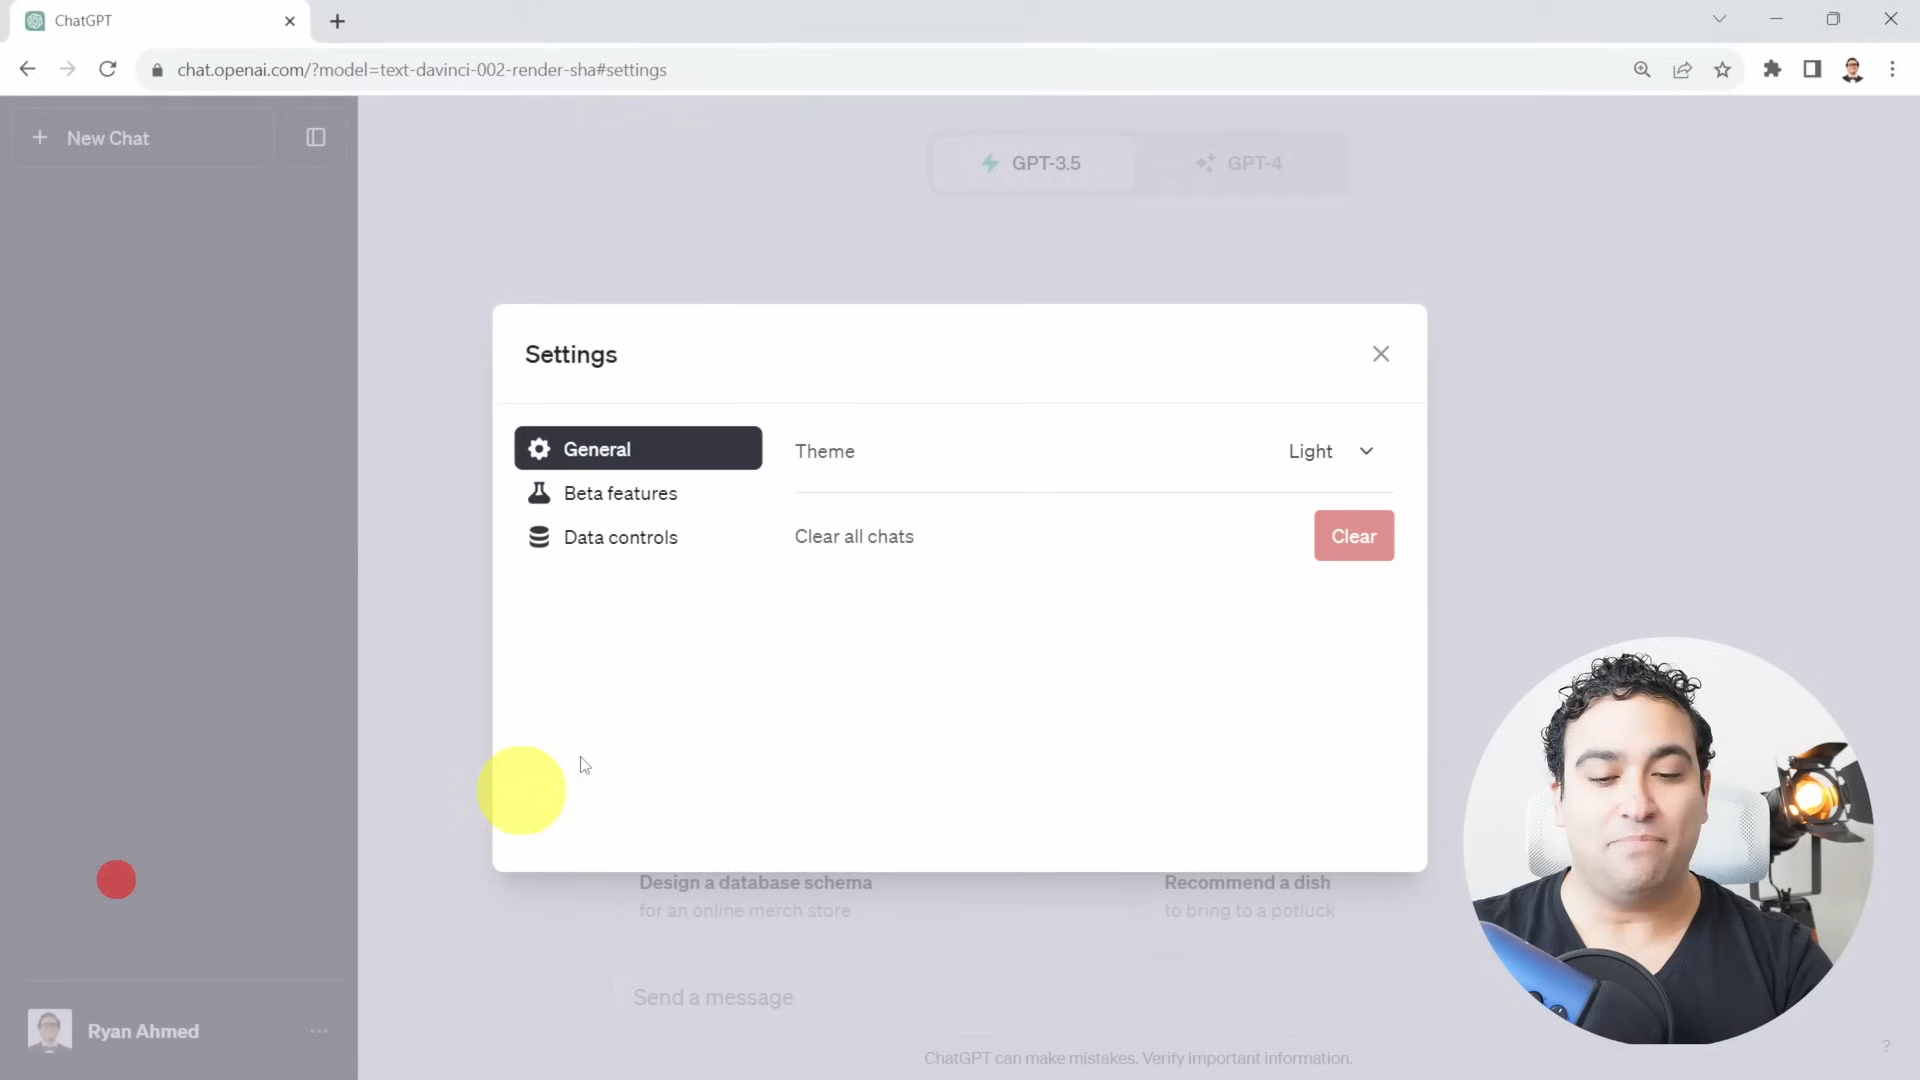 ChatGPT
chat.openai.com/?model=text-davinci-002-render-sha#settings
New Chat
GPT-3.5
GPT-4
Settings
General
Beta features
Data controls
Theme
Light
Clear all chats
Clear
Design a database schema
for an online merch store
Recommend a dish
to bring to a potluck
Send a message
Ryan Ahmed
ChatGPT can make mistakes. Verify important information.
?